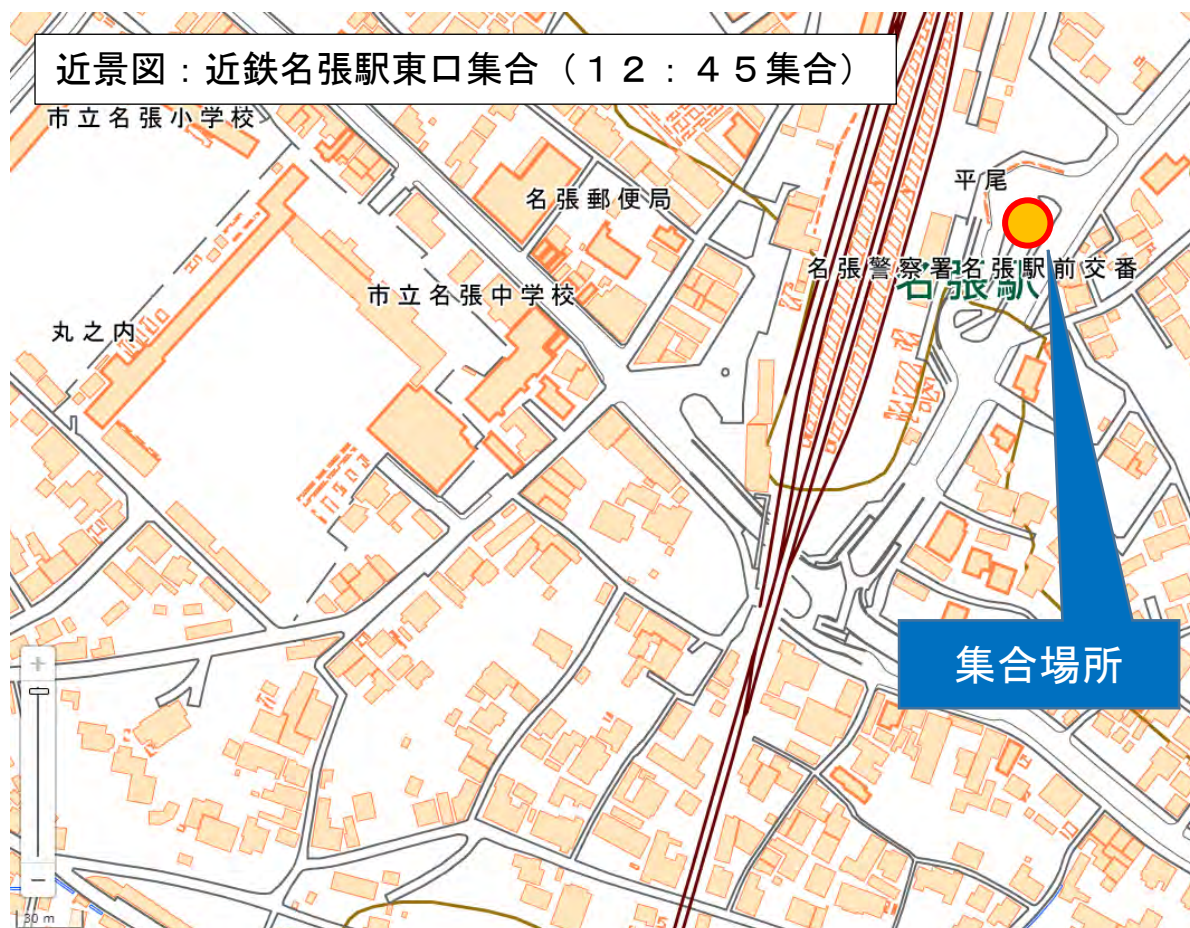 近景図：近鉄名張駅東口集合（１２：４５集合）
市立名張小学校
平尾
名張郵便局
名張警察署名張駅前交番
名張駅
市立名張中学校
丸之内
集合場所
+
−
30 m